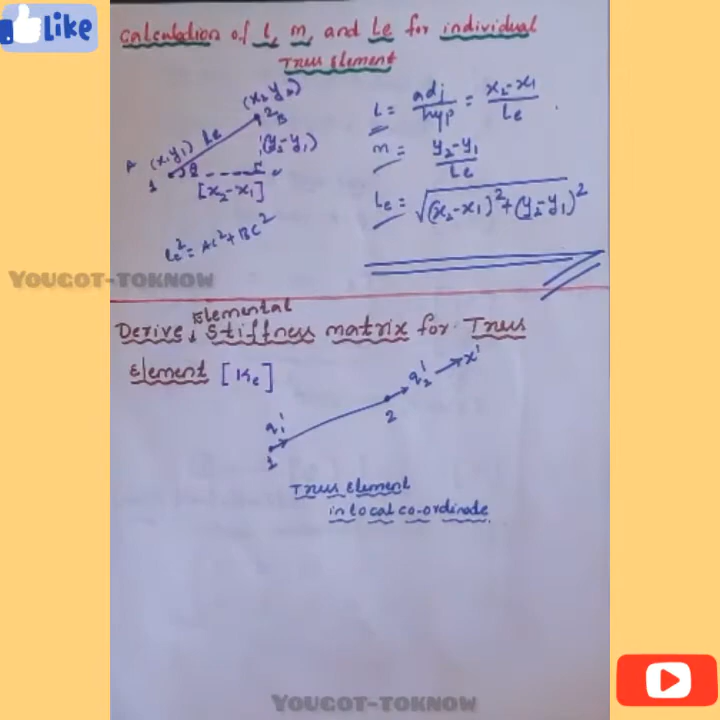 Like
Calculation of l, m, and le for individual
Truss Element
(x2 y2)
2 B
l = adj/hyp = x2-x1/le
A (x1 y1) le (y2-y1)
1 θ
m = y2-y1/le
[x2-x1]
le = √(x2-x1)²+(y2-y1)²
le² = AC²+BC²
YOUGOT-TOKNOW
Elemental
Derive, Stiffness matrix for Truss
Element [Ke]
q2' x'
2
q1'
1
Truss Element
in local co-ordinade
YOUGOT-TOKNOW